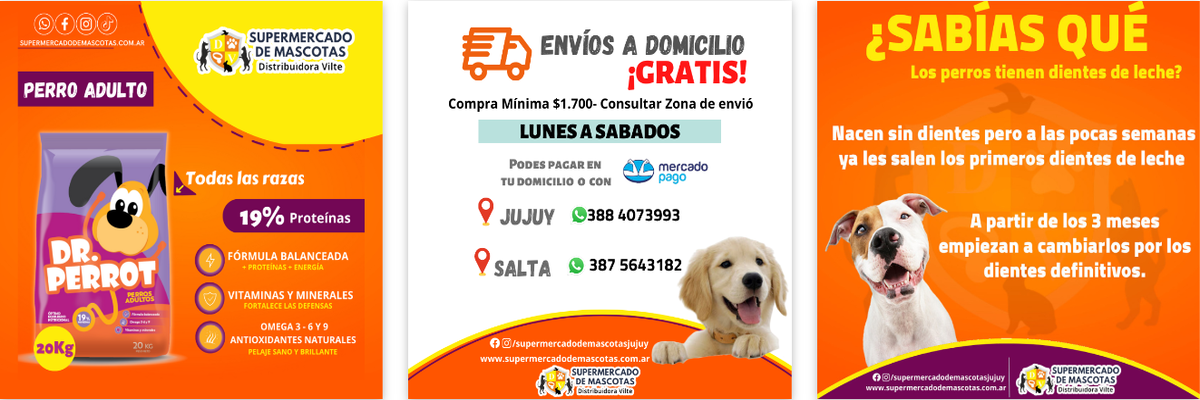 SUPERMERCADODEMASCOTAS.COM.AR
SUPERMERCADO
DE MASCOTAS
Distribuidora Vilte
PERRO ADULTO
Todas las razas
19% Proteínas
FÓRMULA BALANCEADA
+ PROTEÍNAS + ENERGÍA
VITAMINAS Y MINERALES
FORTALECE LAS DEFENSAS
OMEGA 3 - 6 Y 9
ANTIOXIDANTES NATURALES
PELAJE SANO Y BRILLANTE
DR.
PERROT
PERROS
ADULTOS
19%
20 KG
20Kg
ENVÍOS A DOMICILIO
¡GRATIS!
Compra Mínima $1.700- Consultar Zona de envió
LUNES A SABADOS
PODES PAGAR EN
TU DOMICILIO O CON
mercado
pago
JUJUY 388 4073993
SALTA 387 5643182
/supermercadodemascotasjujuy
www.supermercadodemascotas.com.ar
SUPERMERCADO
DE MASCOTAS
Distribuidora Vilte
¿SABÍAS QUÉ
Los perros tienen dientes de leche?
Nacen sin dientes pero a las pocas semanas
ya les salen los primeros dientes de leche
A partir de los 3 meses
empiezan a cambiarlos por los
dientes definitivos.
/supermercadodemascotasjujuy
www.supermercadodemascotas.com.ar
SUPERMERCADO
DE MASCOTAS
Distribuidora Vilte